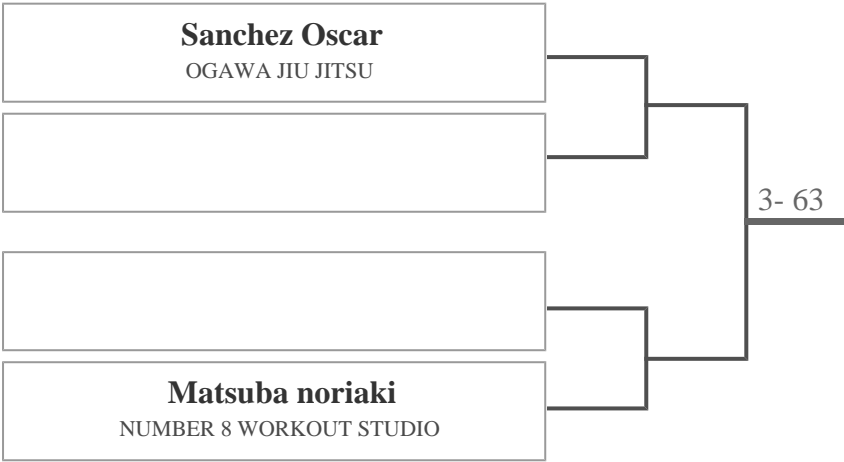 Sanchez Oscar
OGAWA JIU JITSU
3- 63
Matsuba noriaki
NUMBER 8 WORKOUT STUDIO